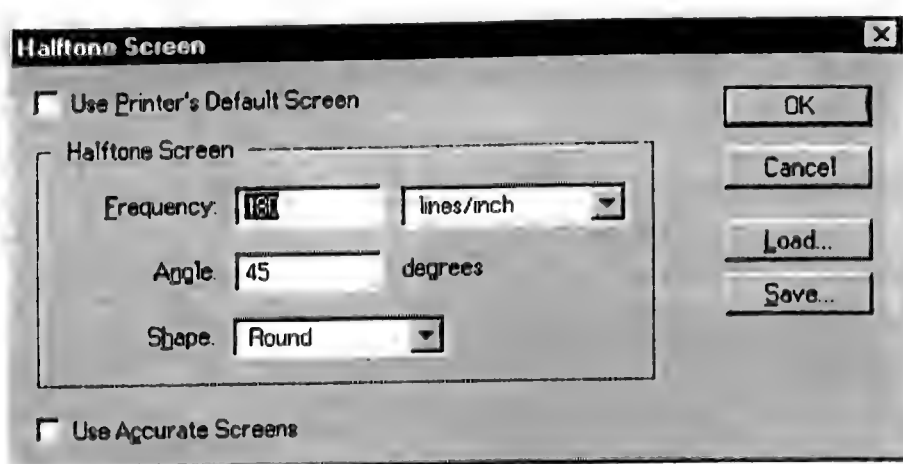 Halftone Screen
Use Printer's Default Screen
OK
Halftone Screen
Cancel
Frequency: lines/inch
Load...
Angle: 45 degrees
Save...
Shape: Round
Use Accurate Screens